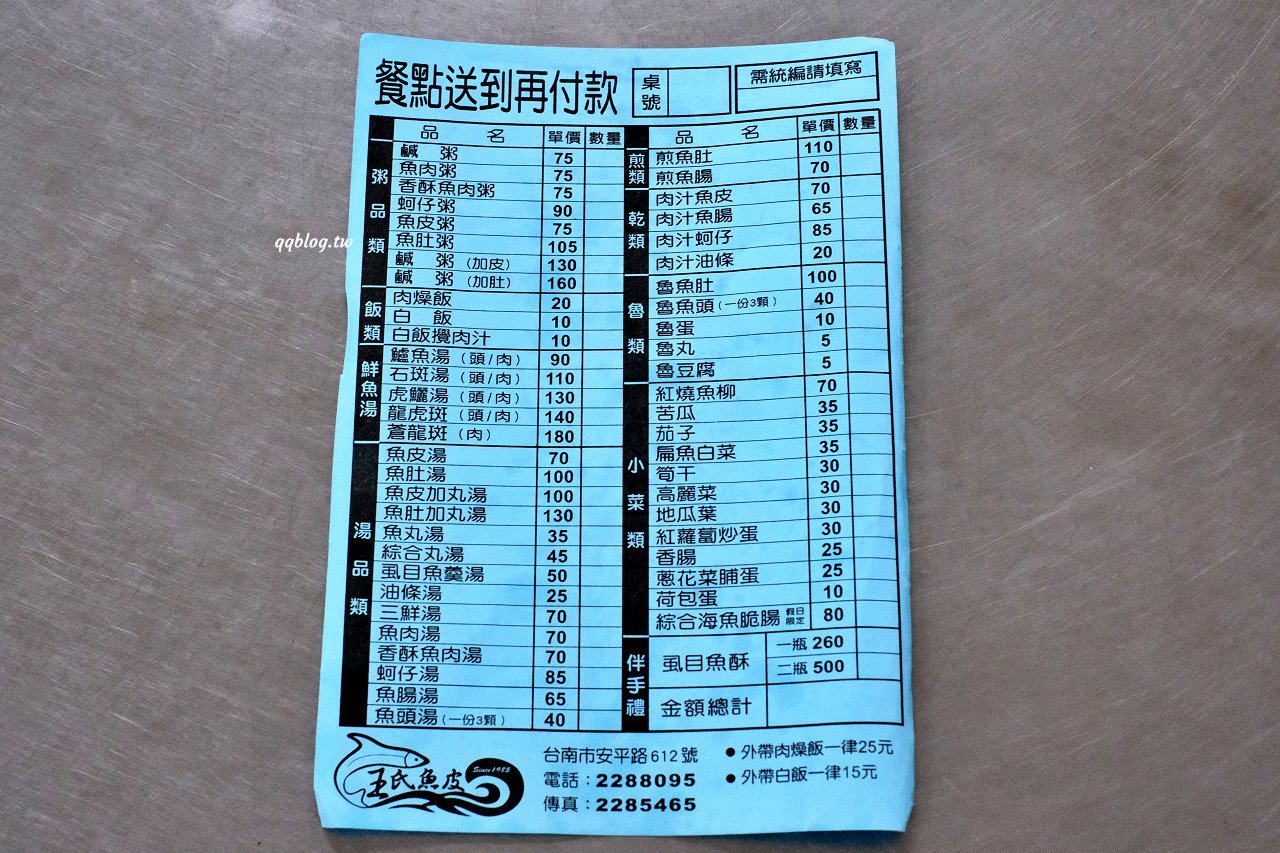 餐點送到再付款
桌號
需統編請填寫
品 名 單價 數量
粥品類
鹹 粥 75
魚肉粥 75
香酥魚肉粥 75
蚵仔粥 90
魚皮粥 75
魚肚粥 105
鹹 粥 (加皮) 130
鹹 粥 (加肚) 160
飯類
肉燥飯 20
白 飯 10
白飯攪肉汁 10
鮮魚湯
鱸魚湯 (頭/肉) 90
石斑湯 (頭/肉) 110
虎鱺湯 (頭/肉) 130
龍虎斑 (頭/肉) 140
蒼龍斑 (肉) 180
湯品類
魚皮湯 70
魚肚湯 100
魚皮加丸湯 100
魚肚加丸湯 130
魚丸湯 35
綜合丸湯 45
虱目魚羹湯 50
油條湯 25
三鮮湯 70
魚肉湯 70
香酥魚肉湯 70
蚵仔湯 85
魚腸湯 65
魚頭湯 (一份3顆) 40
品 名 單價 數量
煎類
煎魚肚 110
煎魚腸 70
乾類
肉汁魚皮 70
肉汁魚腸 65
肉汁蚵仔 85
肉汁油條 20
魯類
魯魚肚 100
魯魚頭 (一份3顆) 40
魯蛋 10
魯丸 5
魯豆腐 5
小菜類
紅燒魚柳 70
苦瓜 35
茄子 35
扁魚白菜 35
筍干 30
高麗菜 30
地瓜葉 30
紅蘿蔔炒蛋 30
香腸 25
蔥花菜脯蛋 25
荷包蛋 10
綜合海魚脆腸 假日限定 80
伴手禮
虱目魚酥 一瓶 260
二瓶 500
金額總計
王氏魚皮 Since 1985
台南市安平路612號
電話：2288095
傳真：2285465
●外帶肉燥飯一律25元
●外帶白飯一律15元
qqblog.tw